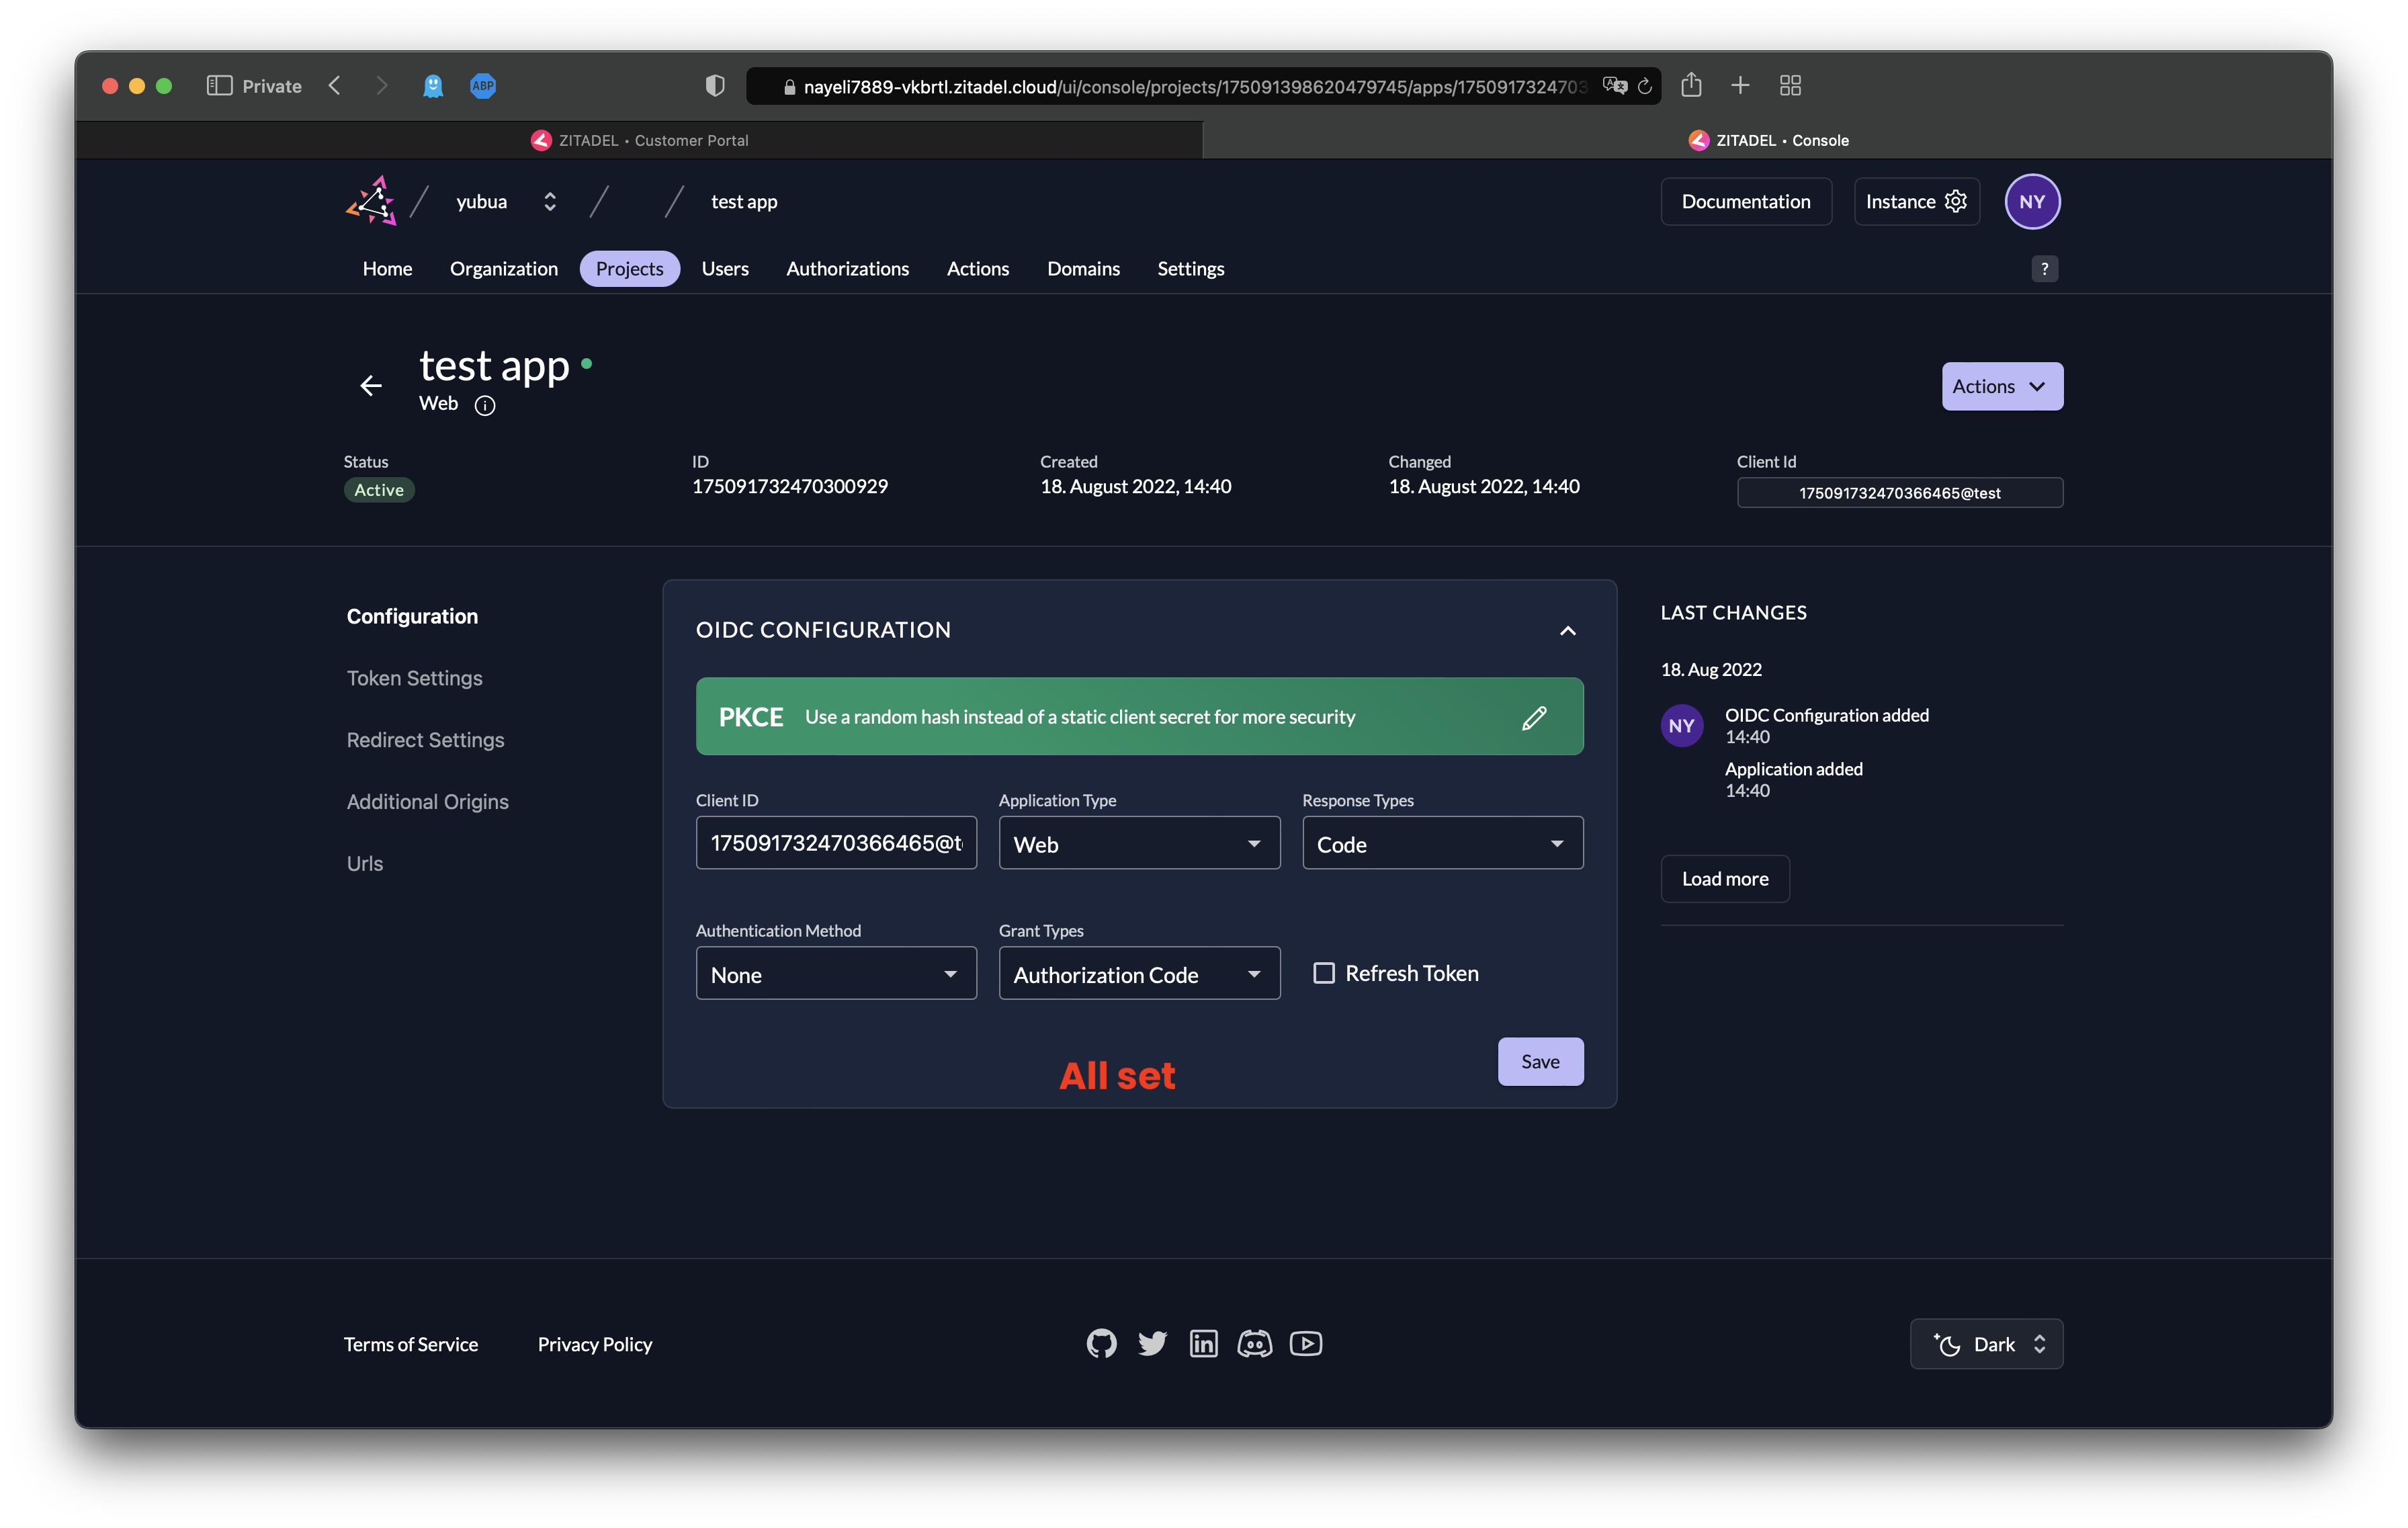 Private
ABP
nayeli7889-vkbrtl.zitadel.cloud/ui/console/projects/175091398620479745/apps/1750917324703
ZITADEL • Customer Portal
ZITADEL • Console
yubua
test app
Documentation
Instance
NY
Home
Organization
Projects
Users
Authorizations
Actions
Domains
Settings
?
test app
Web
Actions
Status
Active
ID
175091732470300929
Created
18. August 2022, 14:40
Changed
18. August 2022, 14:40
Client Id
175091732470366465@test
Configuration
Token Settings
Redirect Settings
Additional Origins
Urls
OIDC CONFIGURATION
PKCE Use a random hash instead of a static client secret for more security
Client ID
175091732470366465@t
Application Type
Web
Response Types
Code
Authentication Method
None
Grant Types
Authorization Code
Refresh Token
Save
All set
LAST CHANGES
18. Aug 2022
NY
OIDC Configuration added
14:40
Application added
14:40
Load more
Terms of Service
Privacy Policy
in
Dark